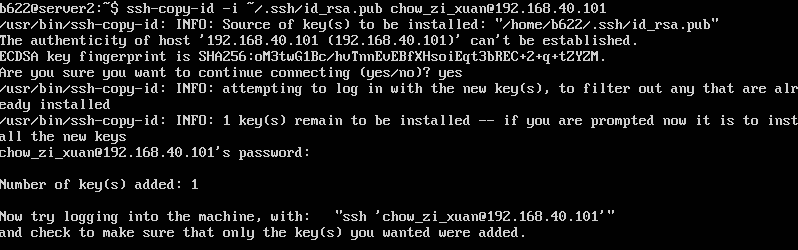 b622@server2:~$ ssh-copy-id -i ~/.ssh/id_rsa.pub chow_zi_xuan@192.168.40.101
/usr/bin/ssh-copy-id: INFO: Source of key(s) to be installed: "/home/b622/.ssh/id_rsa.pub"
The authenticity of host '192.168.40.101 (192.168.40.101)' can't be established.
ECDSA key fingerprint is SHA256:oM3twG1Bc/hvTnnEvEBfXHsoiEqt3bREC+2+q+tZYZM.
Are you sure you want to continue connecting (yes/no)? yes
/usr/bin/ssh-copy-id: INFO: attempting to log in with the new key(s), to filter out any that are alr
eady installed
/usr/bin/ssh-copy-id: INFO: 1 key(s) remain to be installed -- if you are prompted now it is to inst
all the new keys
chow_zi_xuan@192.168.40.101's password:
Number of key(s) added: 1
Now try logging into the machine, with:   "ssh 'chow_zi_xuan@192.168.40.101'"
and check to make sure that only the key(s) you wanted were added.